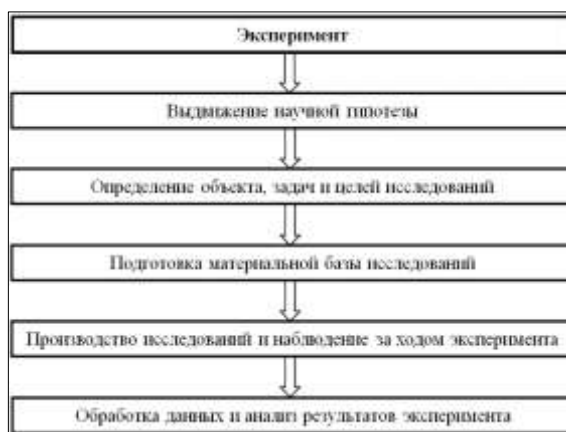 Эксперимент
Выдвижение научной гипотезы
Определение объекта, задач и целей исследований
Подготовка материальной базы исследований
Производство исследований и наблюдение за ходом эксперимента
Обработка данных и анализ результатов эксперимента